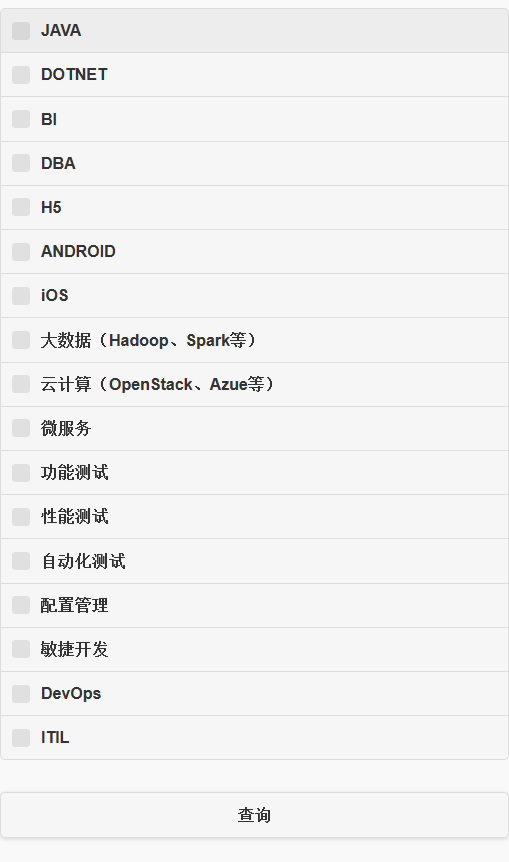 JAVA
DOTNET
BI
DBA
H5
ANDROID
iOS
大数据（Hadoop、Spark等）
云计算（OpenStack、Azue等）
微服务
功能测试
性能测试
自动化测试
配置管理
敏捷开发
DevOps
ITIL
查询